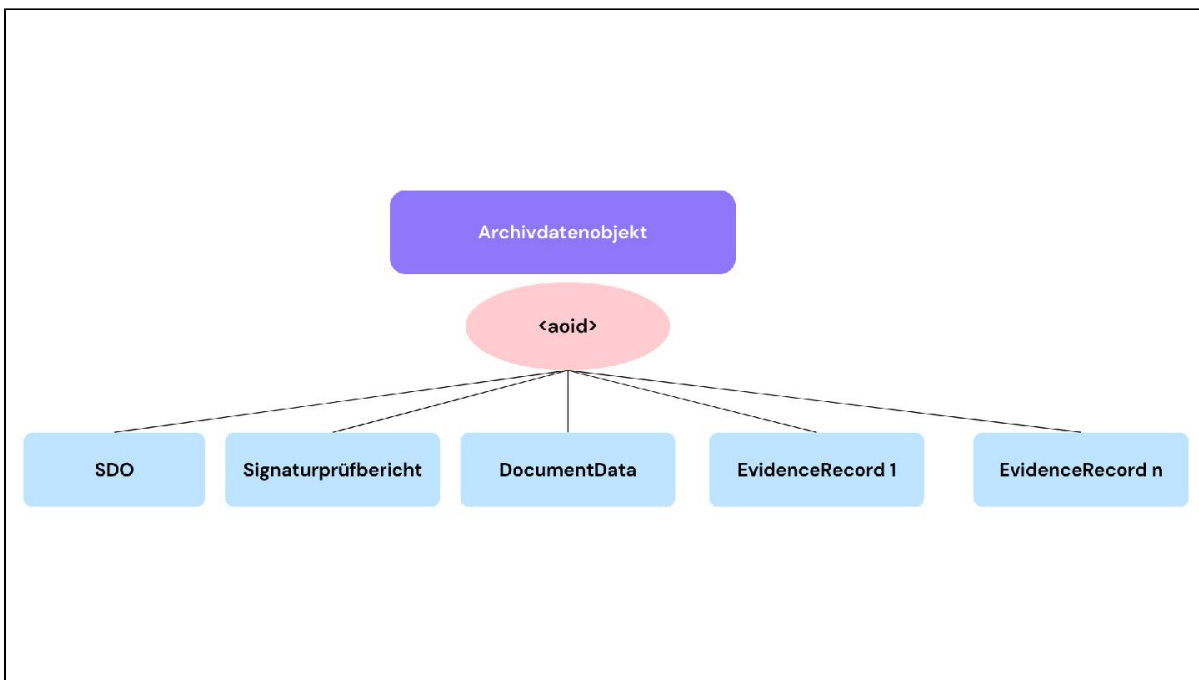 Archivdatenobjekt
<aoid>
SDO
Signaturprüfbericht
DocumentData
EvidenceRecord 1
EvidenceRecord n